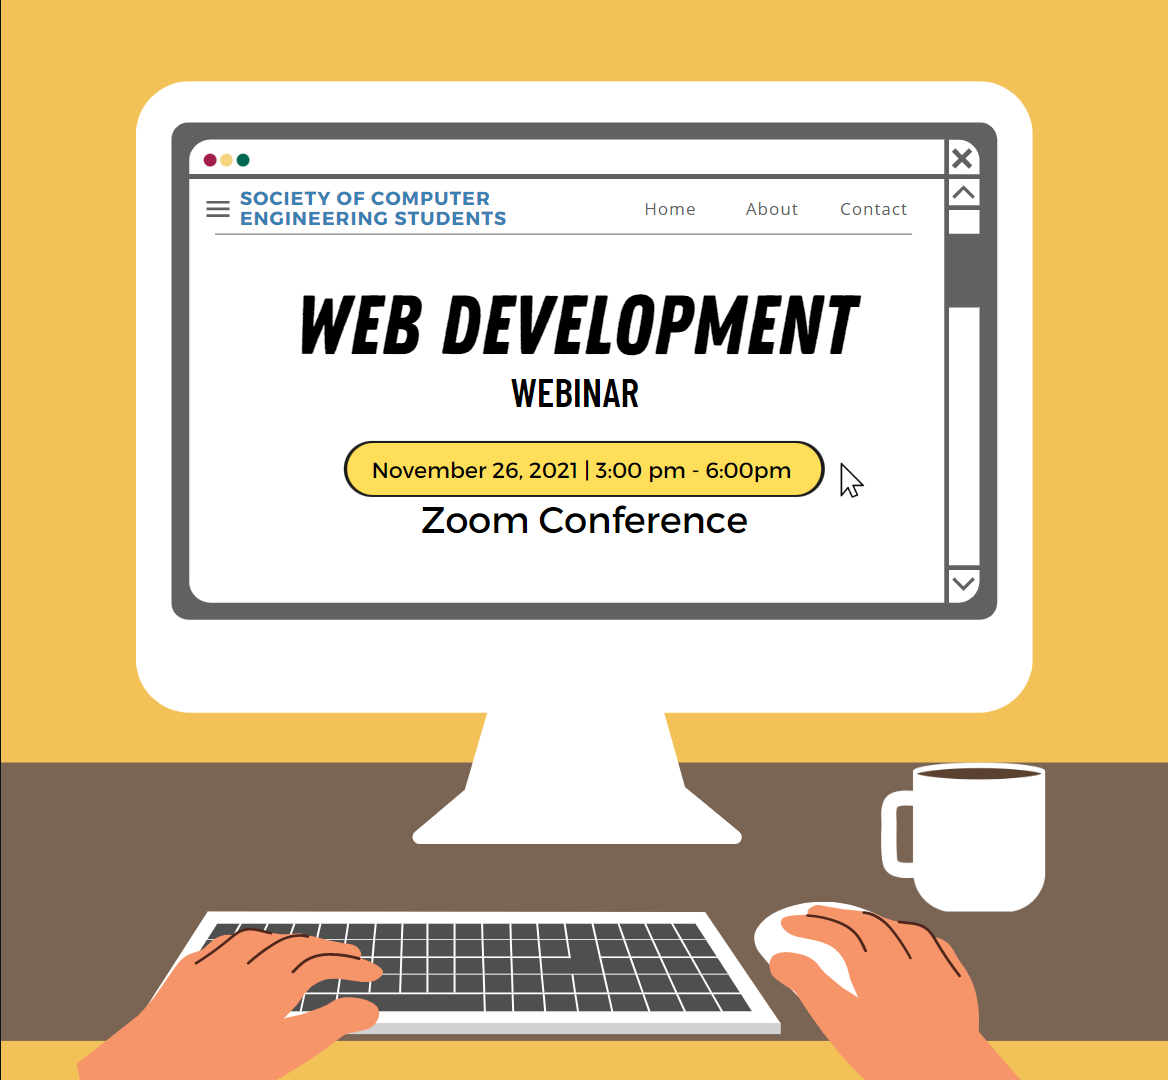 SOCIETY OF COMPUTER
ENGINEERING STUDENTS
Home About Contact
WEB DEVELOPMENT
WEBINAR
November 26, 2021 | 3:00 pm - 6:00pm
Zoom Conference